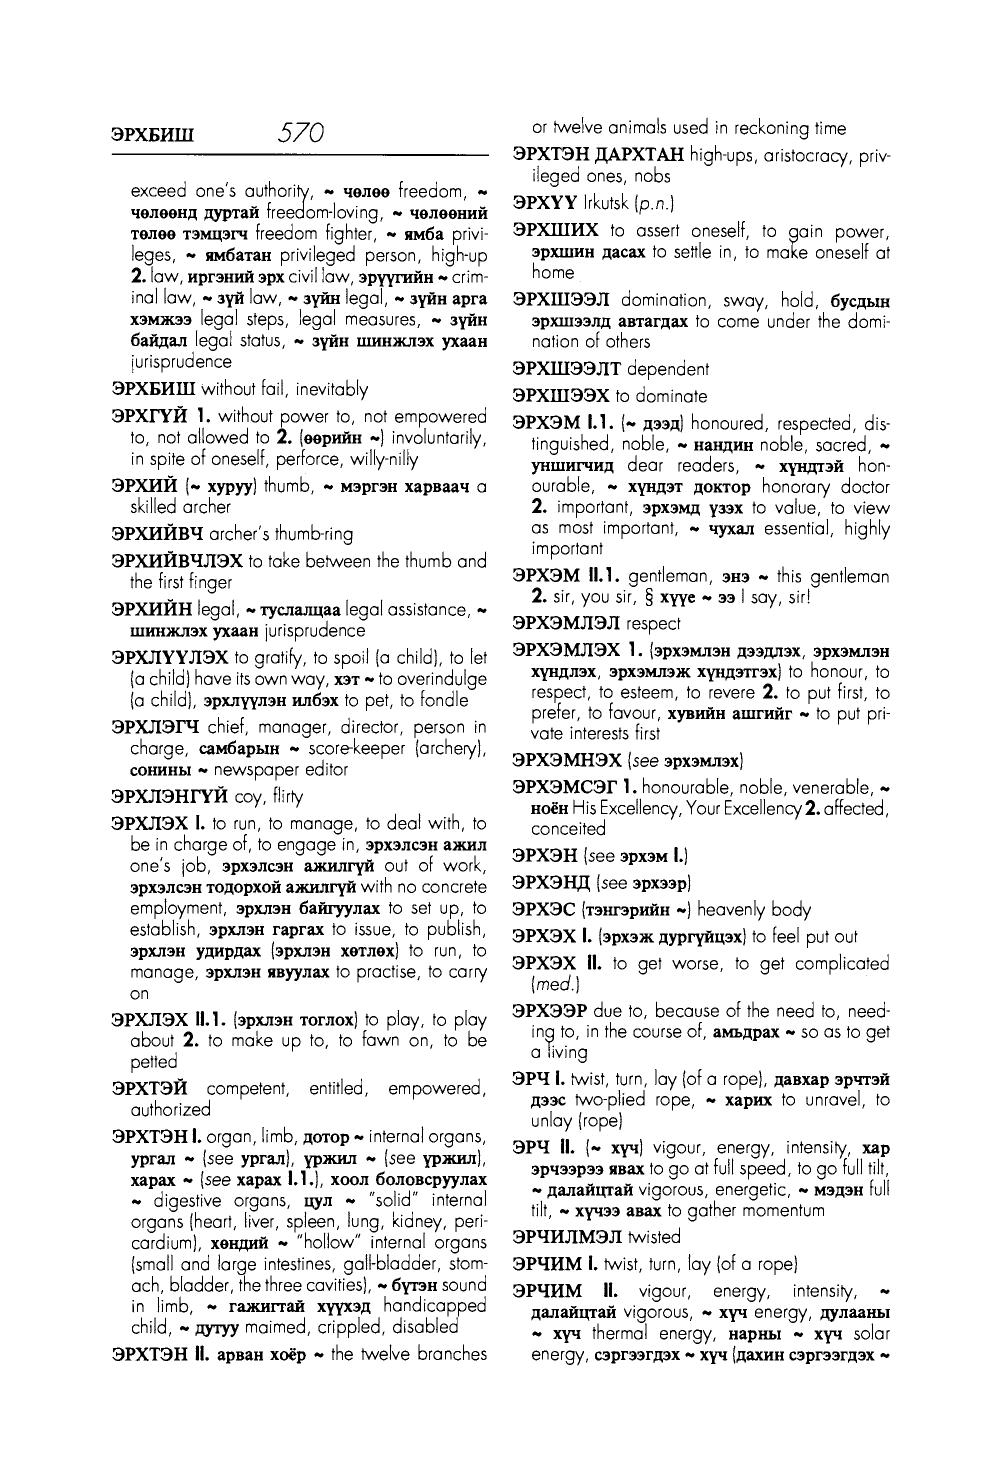 ЭРХБИШ 570
exceed one's authority, ~ чөлөө freedom, ~
чөлөөнд дуртай freedom-loving, ~ чөлөөний
төлөө тэмцэгч freedom fighter, ~ ямба privi-
leges, ~ ямбатан privileged person, high-up
2. law, иргэний эрх civil law, эрүүгийн ~ crim-
inal law, ~ зүй law, ~ зүйн legal, ~ зүйн арга
хэмжээ legal steps, legal measures, ~ зүйн
байдал legal status, ~ зүйн шинжлэх ухаан
jurisprudence
ЭРХБИШ without fail, inevitably
ЭРХГҮЙ 1. without power to, not empowered
to, not allowed to 2. (өөрийн ~) involuntarily,
in spite of oneself, perforce, willy-nilly
ЭРХИЙ (~ хуруу) thumb, ~ мэргэн харваач a
skilled archer
ЭРХИЙВЧ archer's thumb-ring
ЭРХИЙВЧЛЭХ to take between the thumb and
the first finger
ЭРХИЙН legal, ~ туслалцаа legal assistance, ~
шинжлэх ухаан jurisprudence
ЭРХЛҮҮЛЭХ to gratify, to spoil (a child), to let
(a child) have its own way, хэт ~ to overindulge
(a child), эрхлүүлэн илбэх to pet, to fondle
ЭРХЛЭГЧ chief, manager, director, person in
charge, самбарын ~ score-keeper (archery),
сонины ~ newspaper editor
ЭРХЛЭНГҮЙ coy, flirty
ЭРХЛЭХ I. to run, to manage, to deal with, to
be in charge of, to engage in, эрхэлсэн ажил
one's job, эрхэлсэн ажилгүй out of work,
эрхэлсэн тодорхой ажилгүй with no concrete
employment, эрхлэн байгуулах to set up, to
establish, эрхлэн гаргах to issue, to publish,
эрхлэн удирдах (эрхлэн хөтлөх) to run, to
manage, эрхлэн явуулах to practise, to carry
on
ЭРХЛЭХ II.1. (эрхлэн тоглох) to play, to play
about 2. to make up to, to fawn on, to be
petted
ЭРХТЭЙ competent, entitled, empowered,
authorized
ЭРХТЭН I. organ, limb, дотор ~ internal organs,
ургал ~ (see ургал), үржил ~ (see үржил),
харах ~ (see харах I.1.), хоол боловсруулах
~ digestive organs, цул ~ "solid" internal
organs (heart, liver, spleen, lung, kidney, peri-
cardium), хөндий ~ "hollow" internal organs
(small and large intestines, gall-bladder, stom-
ach, bladder, the three cavities), ~ бүтэн sound
in limb, ~ гажигтай хүүхэд handicapped
child, ~ дутуу maimed, crippled, disabled
ЭРХТЭН II. арван хоёр ~ the twelve branches
or twelve animals used in reckoning time
ЭРХТЭН ДАРХТАН high-ups, aristocracy, priv-
ileged ones, nobs
ЭРХҮҮ Irkutsk (p.n.)
ЭРХШИХ to assert oneself, to gain power,
эрхшин дасах to settle in, to make oneself at
home
ЭРХШЭЭЛ domination, sway, hold, бусдын
эрхшээлд автагдах to come under the domi-
nation of others
ЭРХШЭЭЛТ dependent
ЭРХШЭЭХ to dominate
ЭРХЭМ I.1. (~ дээд) honoured, respected, dis-
tinguished, noble, ~ нандин noble, sacred, ~
уншигчид dear readers, ~ хүндтэй hon-
ourable, ~ хүндэт доктор honorary doctor
2. important, эрхэмд үзэх to value, to view
as most important, ~ чухал essential, highly
important
ЭРХЭМ II.1. gentleman, энэ ~ this gentleman
2. sir, you sir, § хүүе ~ ээ I say, sir!
ЭРХЭМЛЭЛ respect
ЭРХЭМЛЭХ 1. (эрхэмлэн дээдлэх, эрхэмлэн
хүндлэх, эрхэмлэж хүндэтгэх) to honour, to
respect, to esteem, to revere 2. to put first, to
prefer, to favour, хувийн ашгийг ~ to put pri-
vate interests first
ЭРХЭМНЭХ (see эрхэмлэх)
ЭРХЭМСЭГ 1. honourable, noble, venerable, ~
ноён His Excellency, Your Excellency 2. affected,
conceited
ЭРХЭН (see эрхэм I.)
ЭРХЭНД (see эрхээр)
ЭРХЭС (тэнгэрийн ~) heavenly body
ЭРХЭХ I. (эрхэж дургүйцэх) to feel put out
ЭРХЭХ II. to get worse, to get complicated
(med.)
ЭРХЭЭР due to, because of the need to, need-
ing to, in the course of, амьдрах ~ so as to get
a living
ЭРЧ I. twist, turn, lay (of a rope), давхар эрчтэй
дээс two-plied rope, ~ харих to unravel, to
unlay (rope)
ЭРЧ II. (~ хүч) vigour, energy, intensity, хар
эрчээрээ явах to go at full speed, to go full tilt,
~ далайцтай vigorous, energetic, ~ мэдэн full
tilt, ~ хүчээ авах to gather momentum
ЭРЧИЛМЭЛ twisted
ЭРЧИМ I. twist, turn, lay (of a rope)
ЭРЧИМ II. vigour, energy, intensity, ~
далайцтай vigorous, ~ хүч energy, дулааны
~ хүч thermal energy, нарны ~ хүч solar
energy, сэргээгдэх ~ хүч (дахин сэргээгдэх ~